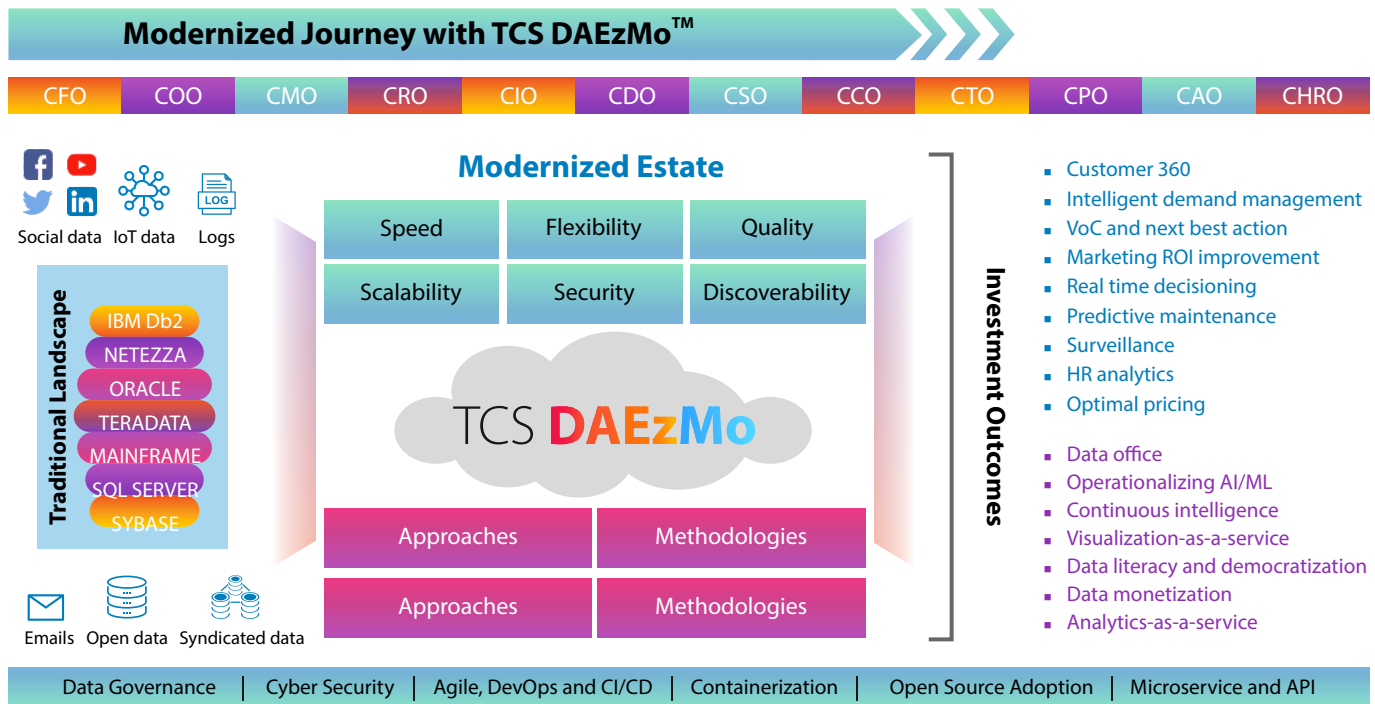 Modernized Journey with TCS DAEzMo™
CFO COO CMO CRO CIO CDO CSO CCO CTO CPO CAO CHRO
LOG
Social data IoT data Logs
Traditional Landscape
IBM Db2
NETEZZA
ORACLE
TERADATA
MAINFRAME
SQL SERVER
SYBASE
Emails Open data Syndicated data
Modernized Estate
Speed Flexibility Quality
Scalability Security Discoverability
TCS DAEzMo
Approaches Methodologies
Approaches Methodologies
Investment Outcomes
▪ Customer 360
▪ Intelligent demand management
▪ VoC and next best action
▪ Marketing ROI improvement
▪ Real time decisioning
▪ Predictive maintenance
▪ Surveillance
▪ HR analytics
▪ Optimal pricing
▪ Data office
▪ Operationalizing AI/ML
▪ Continuous intelligence
▪ Visualization-as-a-service
▪ Data literacy and democratization
▪ Data monetization
▪ Analytics-as-a-service
Data Governance | Cyber Security | Agile, DevOps and CI/CD | Containerization | Open Source Adoption | Microservice and API